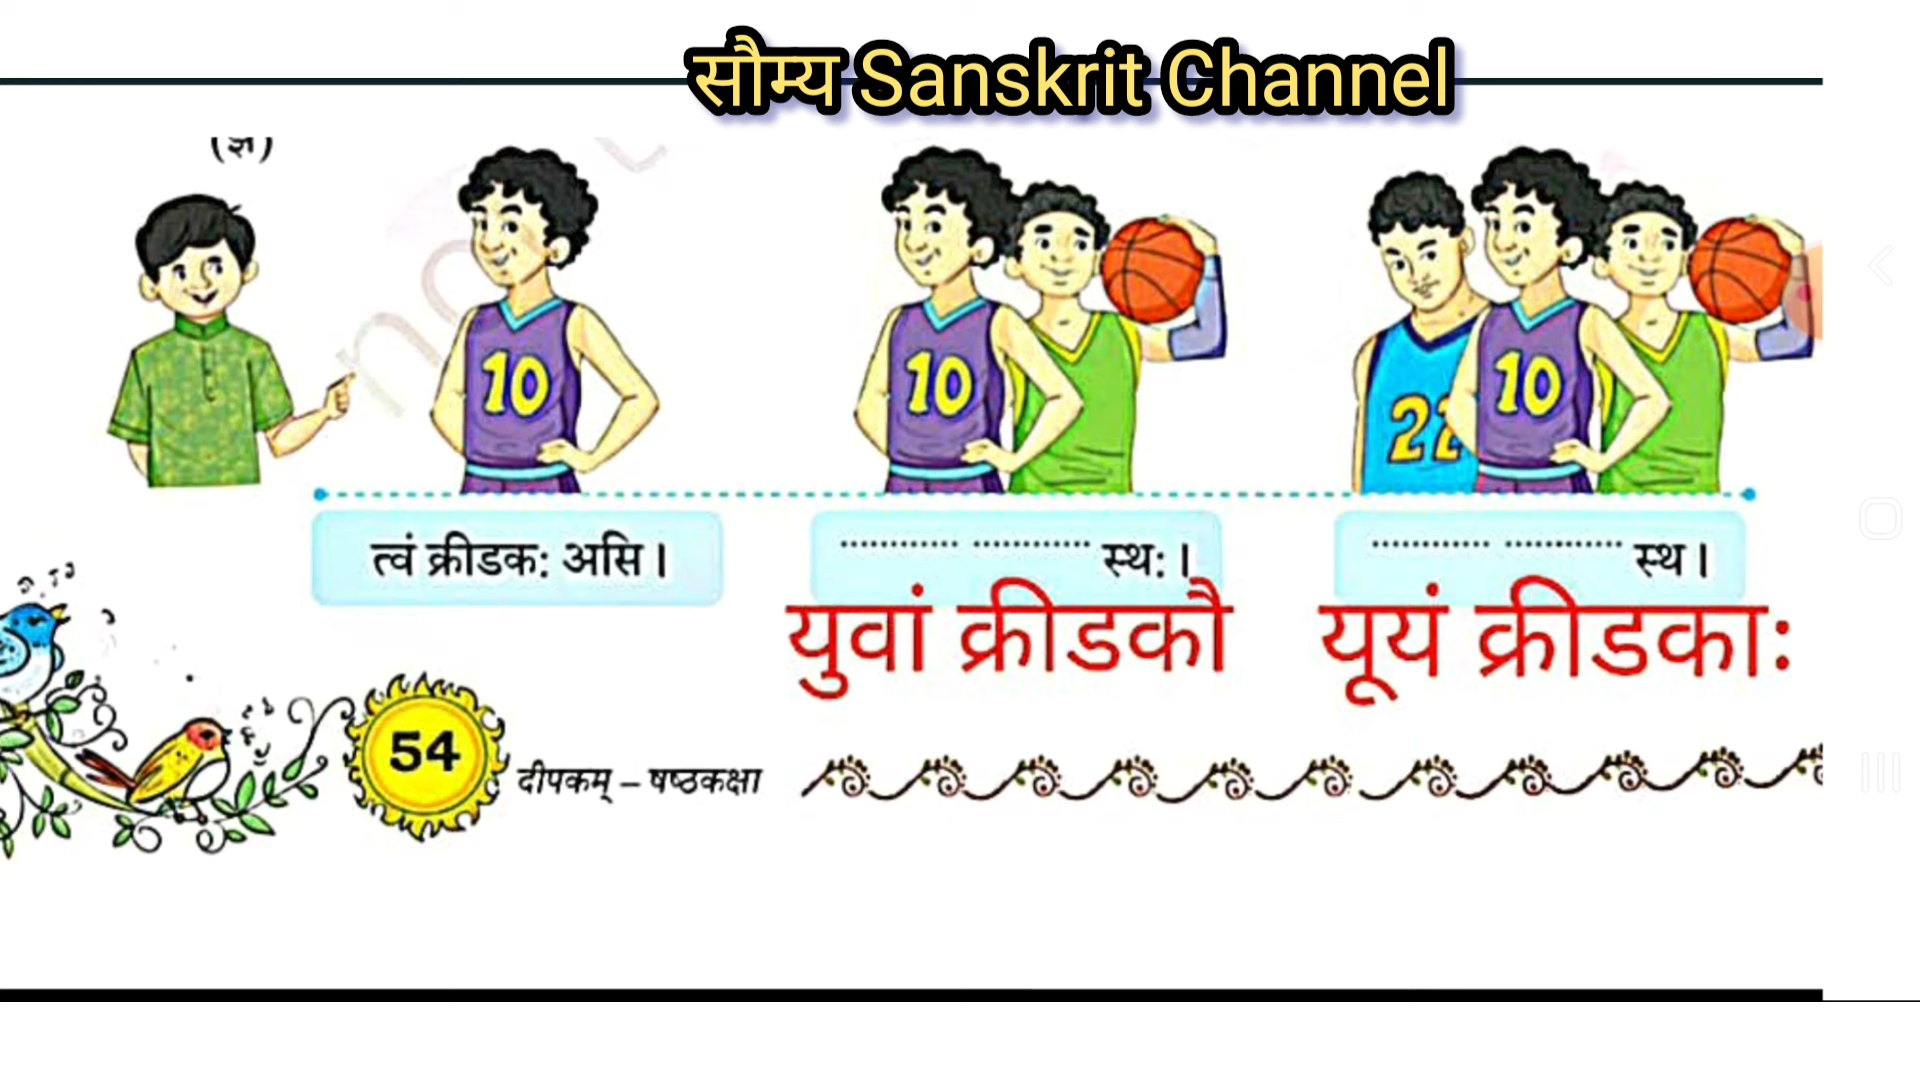 सौम्य Sanskrit Channel
(ज्ञ)
10
10
22 10
त्वं क्रीडक: असि ।
............ ............ स्थ: ।
............ ............ स्थ ।
युवां क्रीडकौ
यूयं क्रीडकाः
54
दीपकम् – षष्ठकक्षा